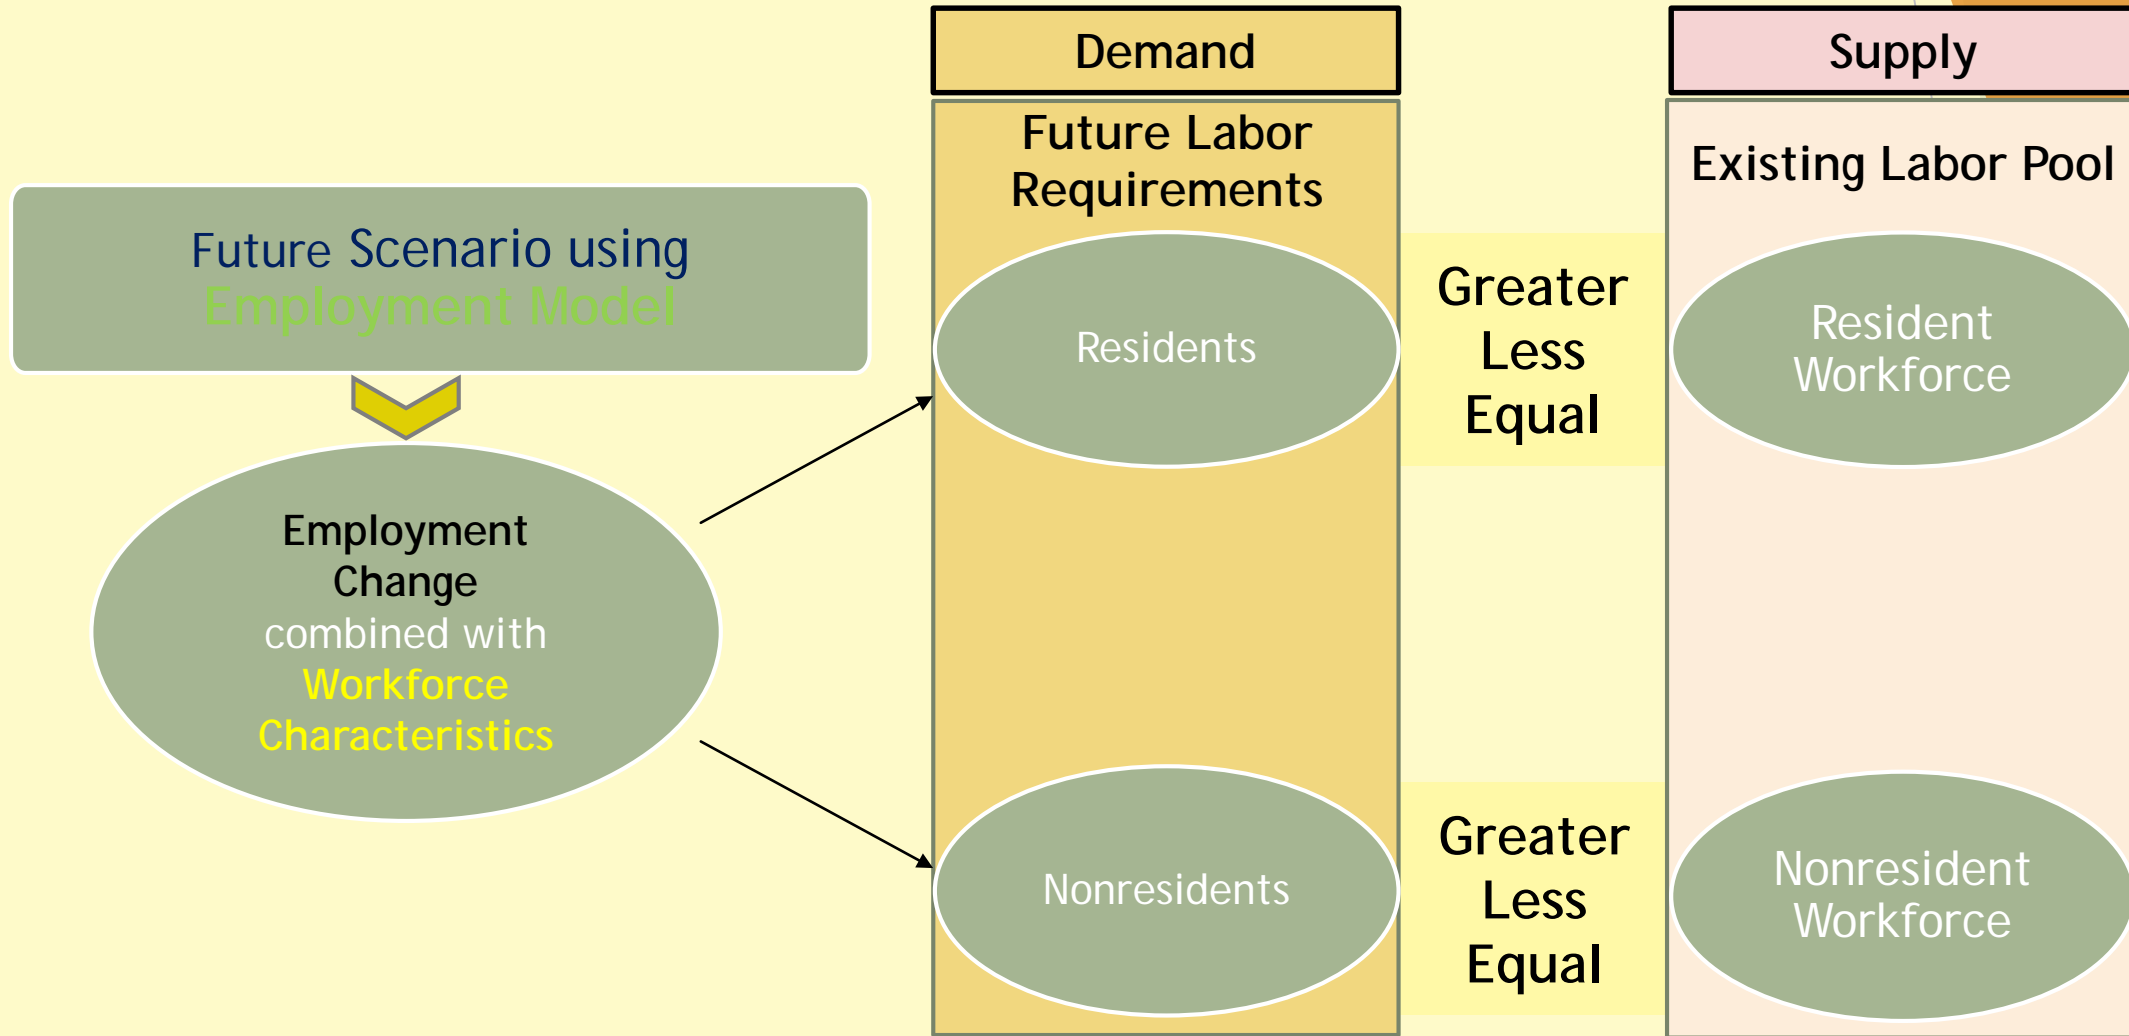 Demand
Supply
Future Labor
Requirements
Existing Labor Pool
Future Scenario using
Employment Model
Residents
Greater
Less
Equal
Resident
Workforce
Employment
Change
combined with
Workforce
Characteristics
Nonresidents
Greater
Less
Equal
Nonresident
Workforce